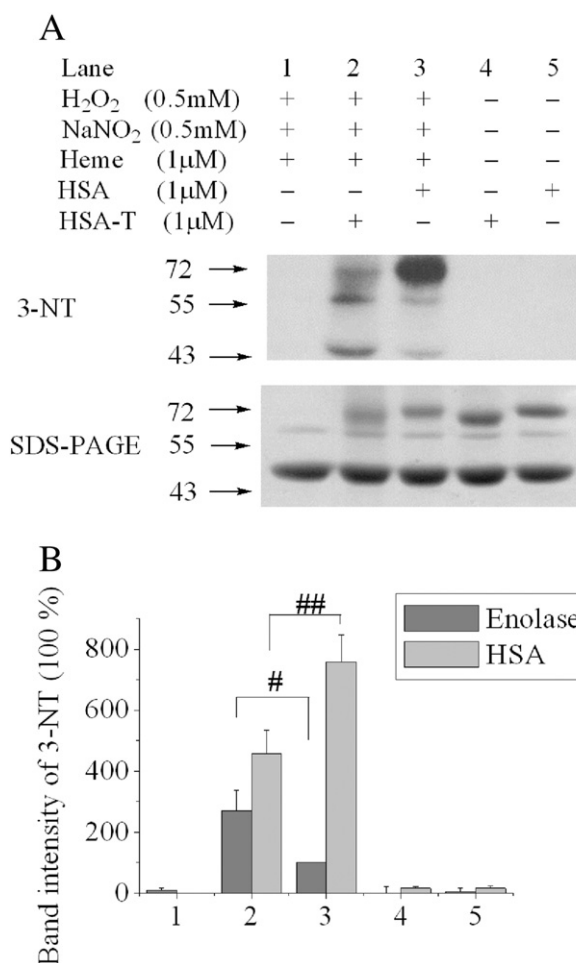 A
Lane 1 2 3 4 5
H₂O₂ (0.5mM) + + + − −
NaNO₂ (0.5mM) + + + − −
Heme (1μM) + + + − −
HSA (1μM) − − + − +
HSA-T (1μM) − + − + −
3-NT
72
55
43
SDS-PAGE
72
55
43
B
Band intensity of 3-NT (100 %)
800
600
400
200
0
#
##
Enolase
HSA
1 2 3 4 5